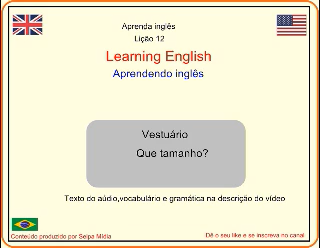 Aprenda inglês
Lição 12
Learning English
Aprendendo inglês
Vestuário
Que tamanho?
Texto do aúdio,vocabulário e gramática na descrição do vídeo
Conteúdo produzido por Seipa Mídia
Dê o seu like e se inscreva no canal